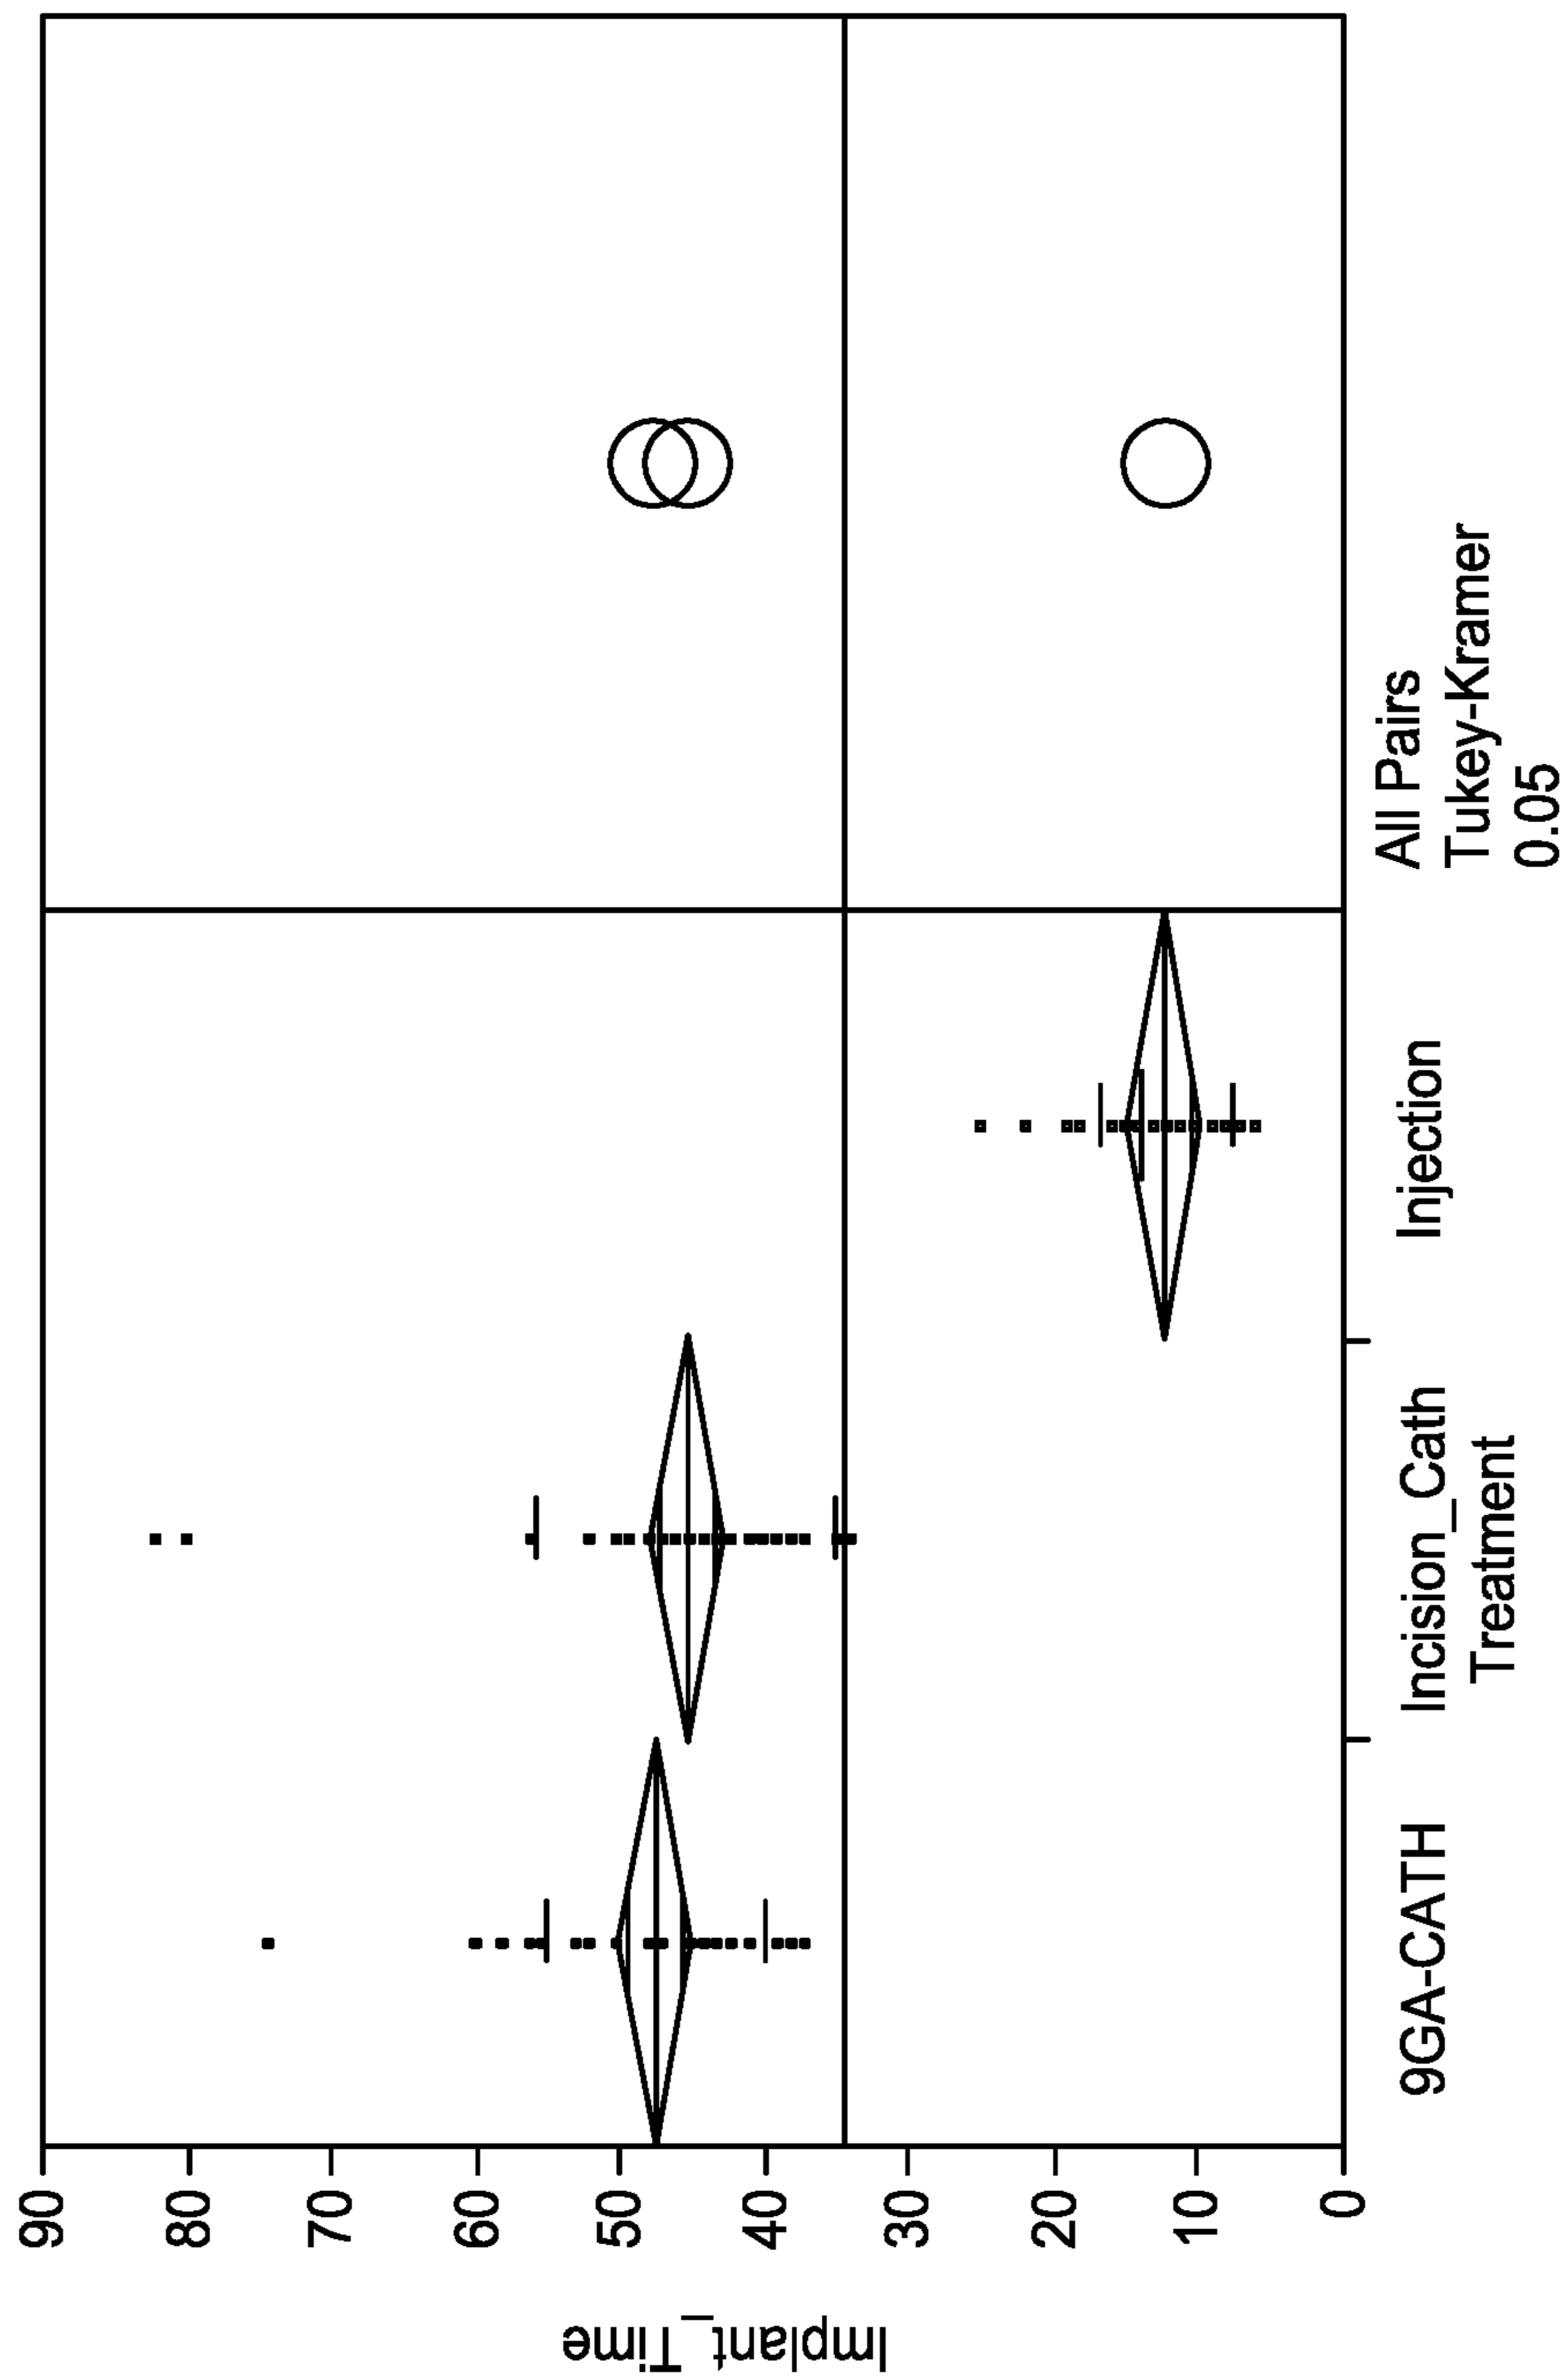 Implant_Time
90
80
70
60
50
40
30
20
10
0
9GA-CATH
Incision_Cath
Injection
Treatment
All Pairs
Tukey-Kramer
0.05